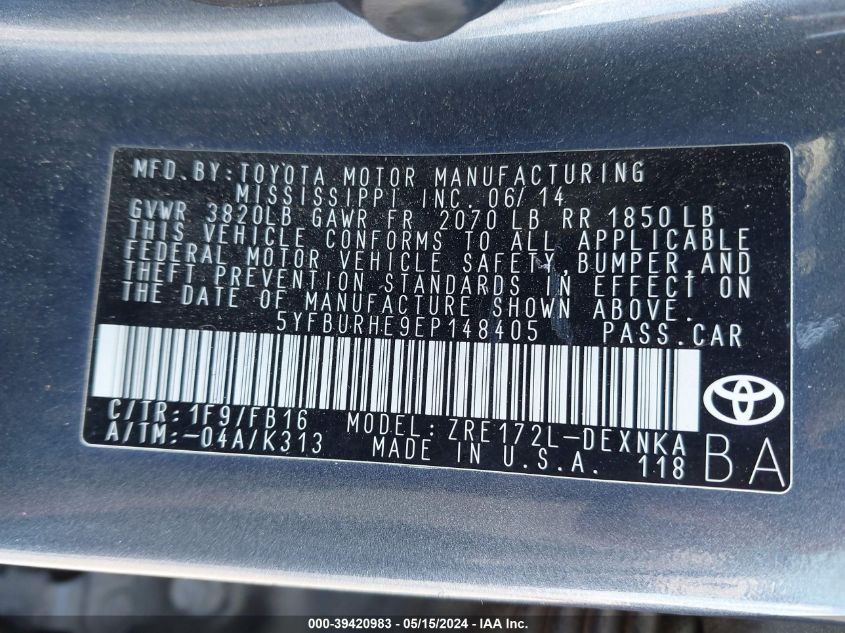 MFD.BY:TOYOTA MOTOR MANUFACTURING
MISSISSIPPI INC. 06/14
GVWR 3820LB GAWR FR 2070 LB RR 1850 LB
THIS VEHICLE CONFORMS TO ALL APPLICABLE
FEDERAL MOTOR VEHICLE SAFETY,BUMPER,AND
THEFT PREVENTION STANDARDS IN EFFECT ON
THE DATE OF MANUFACTURE SHOWN ABOVE.
5YFBURHE9EP148405 PASS.CAR
C/TR:1F9/FB16 MODEL:ZRE172L-DEXNKA
A/TM:-04A/K313 MADE IN U.S.A. 118
BA
000-39420983 - 05/15/2024 - IAA Inc.